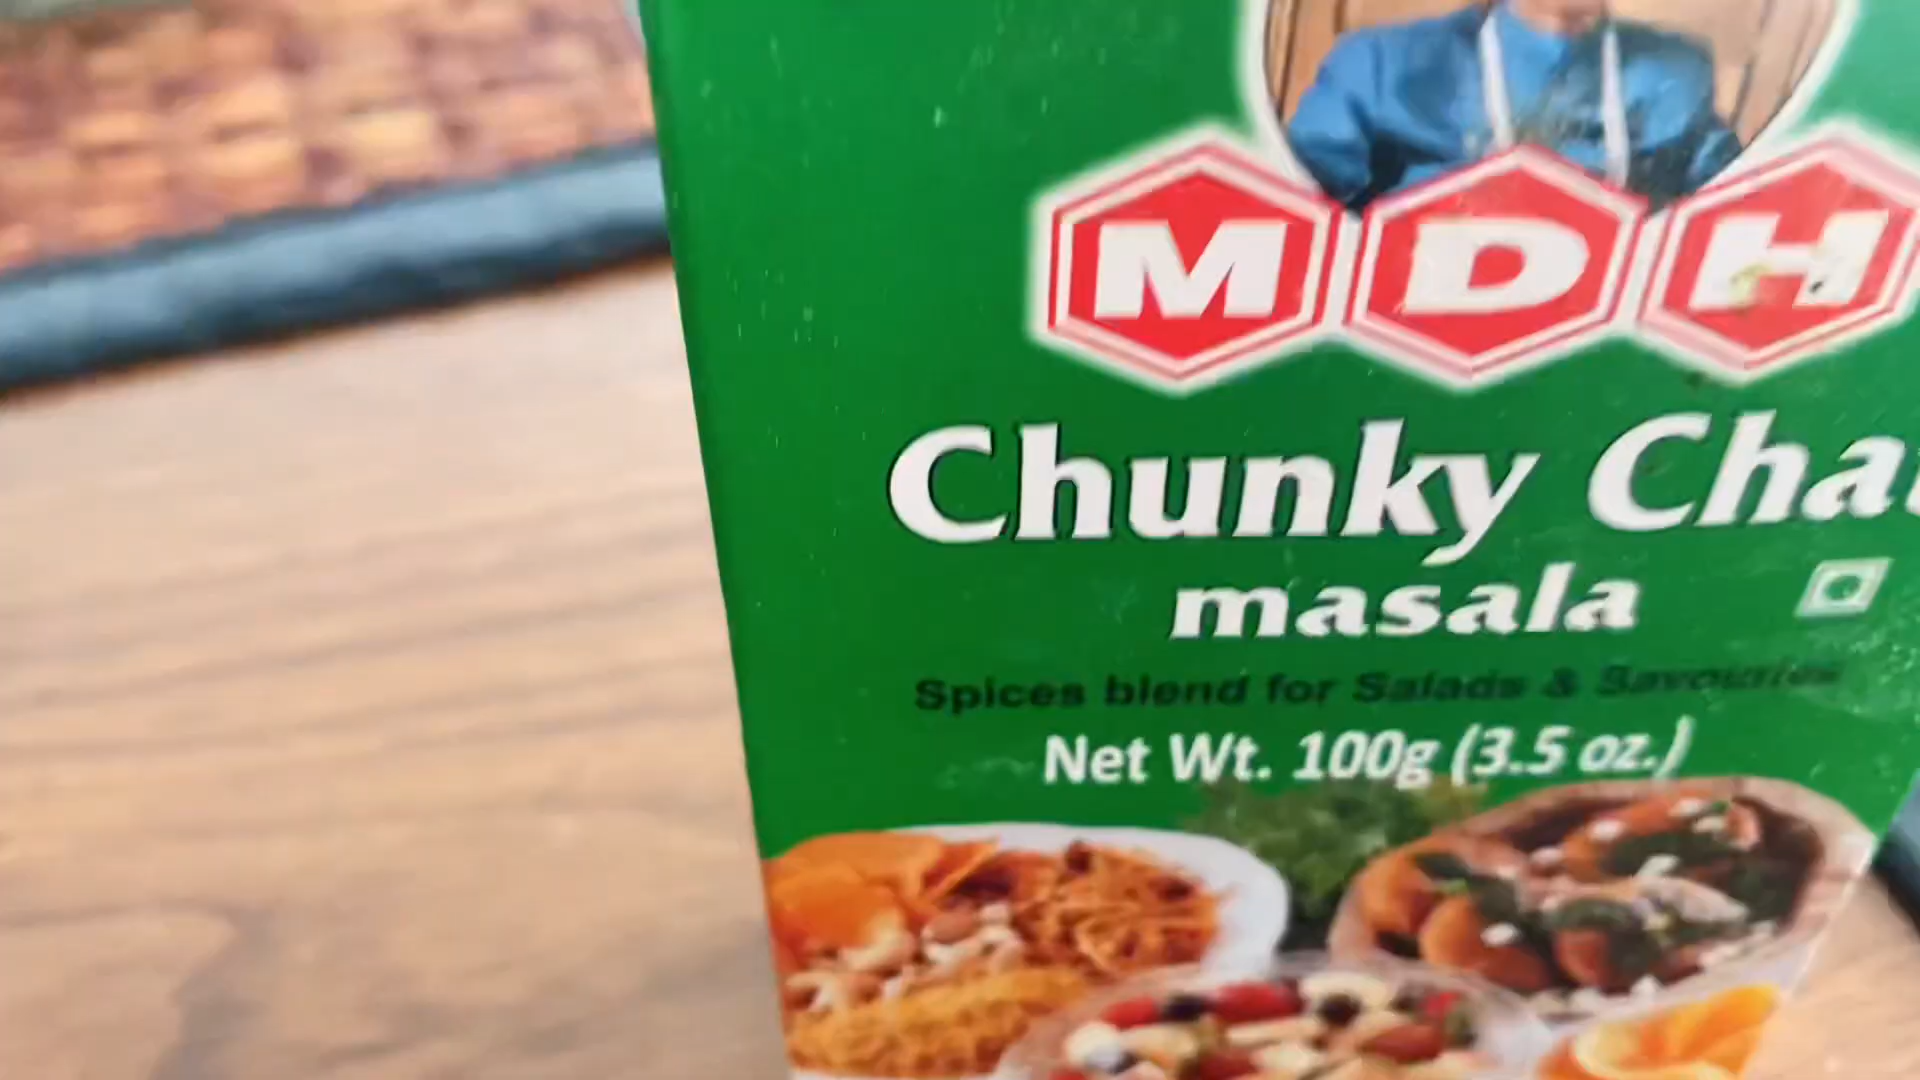 MDH
Chunky Cha
masala
Spices blend for Salads & Savouries
Net Wt. 100g (3.5 oz.)